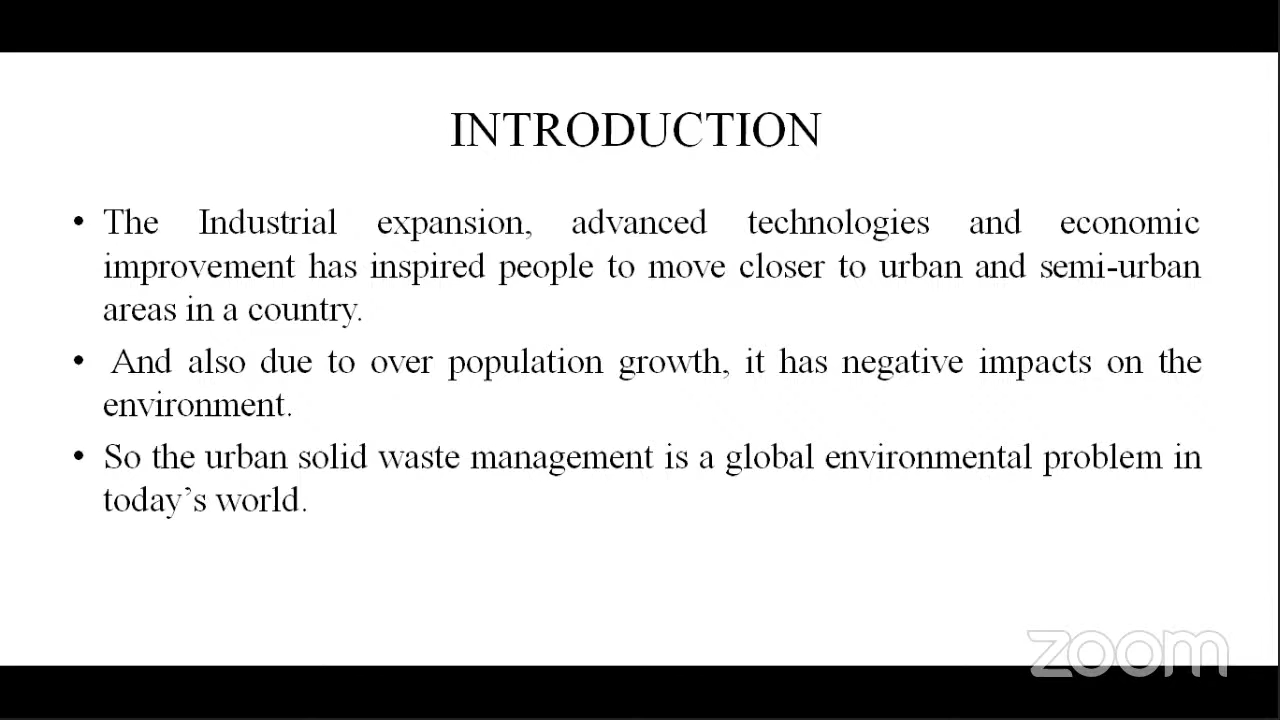 INTRODUCTION
• The Industrial expansion, advanced technologies and economic
improvement has inspired people to move closer to urban and semi-urban
areas in a country.
• And also due to over population growth, it has negative impacts on the
environment.
• So the urban solid waste management is a global environmental problem in
today’s world.
zoom